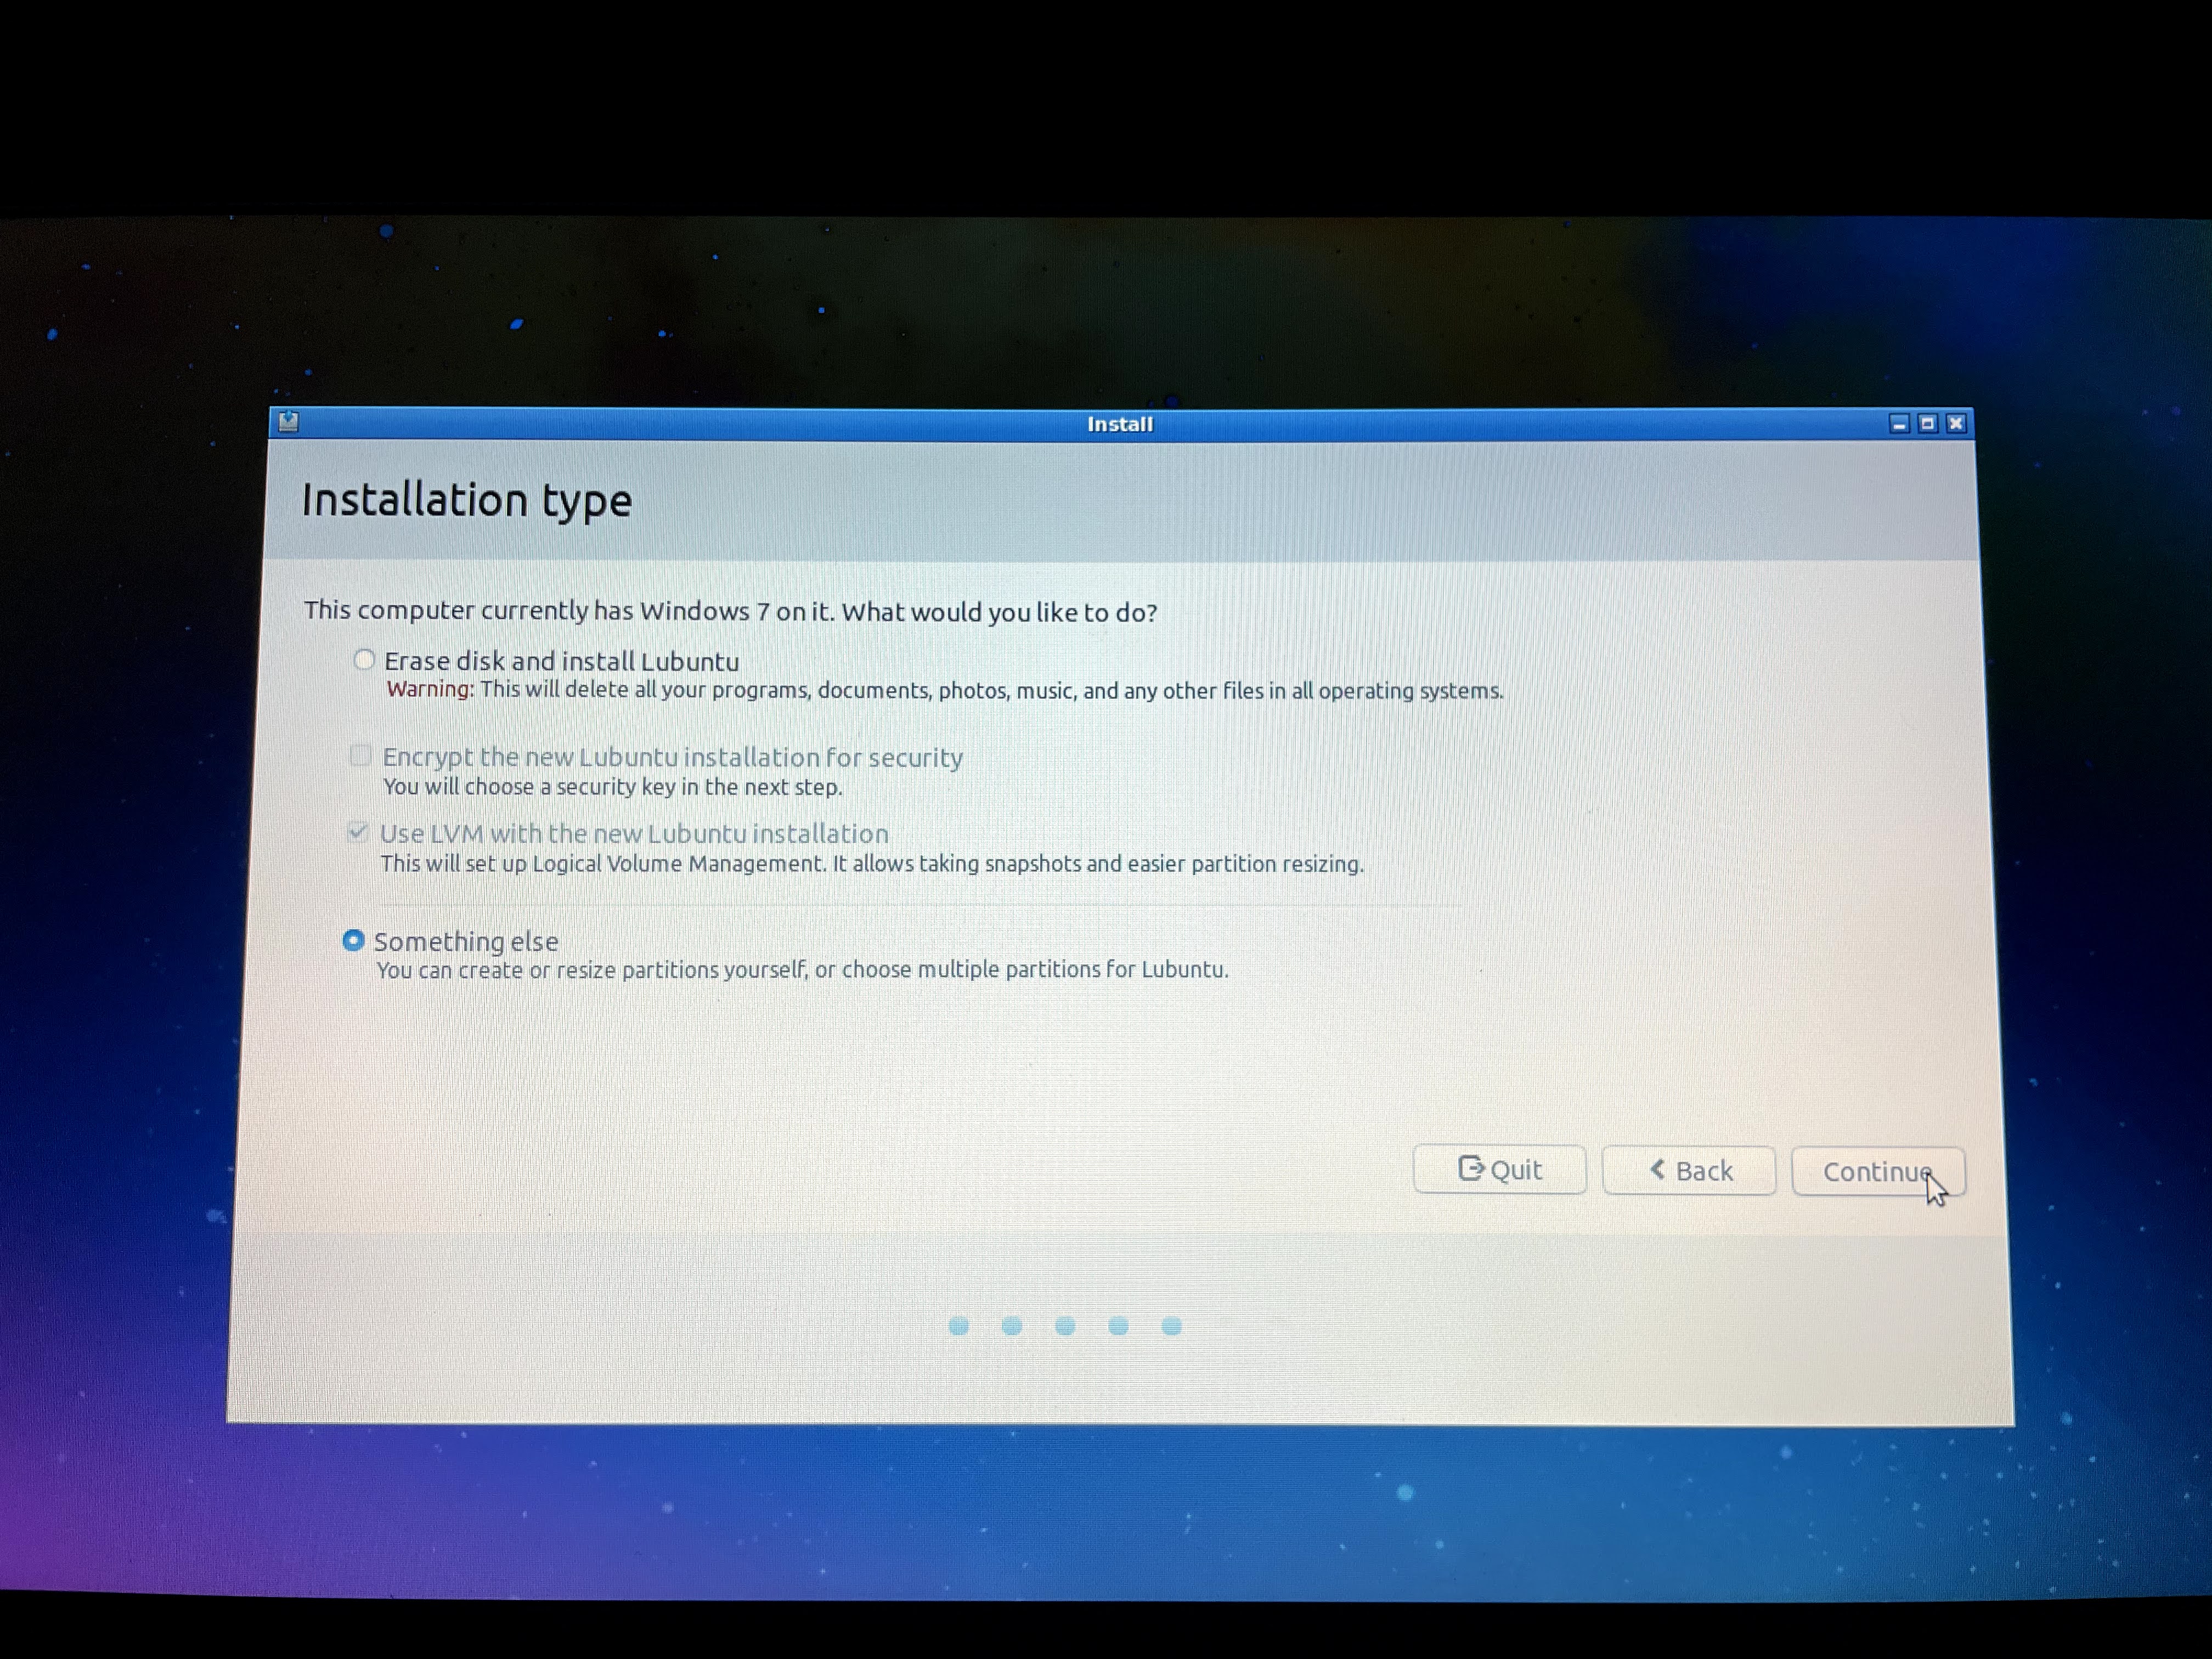 Install
Installation type
This computer currently has Windows 7 on it. What would you like to do?
Erase disk and install Lubuntu
Warning: This will delete all your programs, documents, photos, music, and any other files in all operating systems.
Encrypt the new Lubuntu installation for security
You will choose a security key in the next step.
Use LVM with the new Lubuntu installation
This will set up Logical Volume Management. It allows taking snapshots and easier partition resizing.
Something else
You can create or resize partitions yourself, or choose multiple partitions for Lubuntu.
Quit
Back
Continue